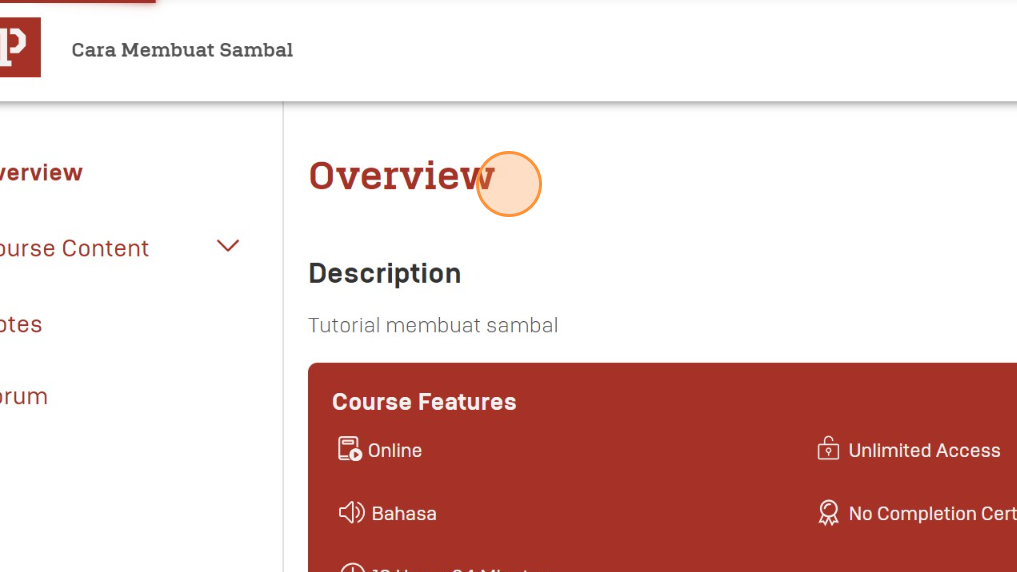 P
Cara Membuat Sambal
verview
ourse Content
otes
orum
Overview
Description
Tutorial membuat sambal
Course Features
Online
Unlimited Access
Bahasa
No Completion Cert